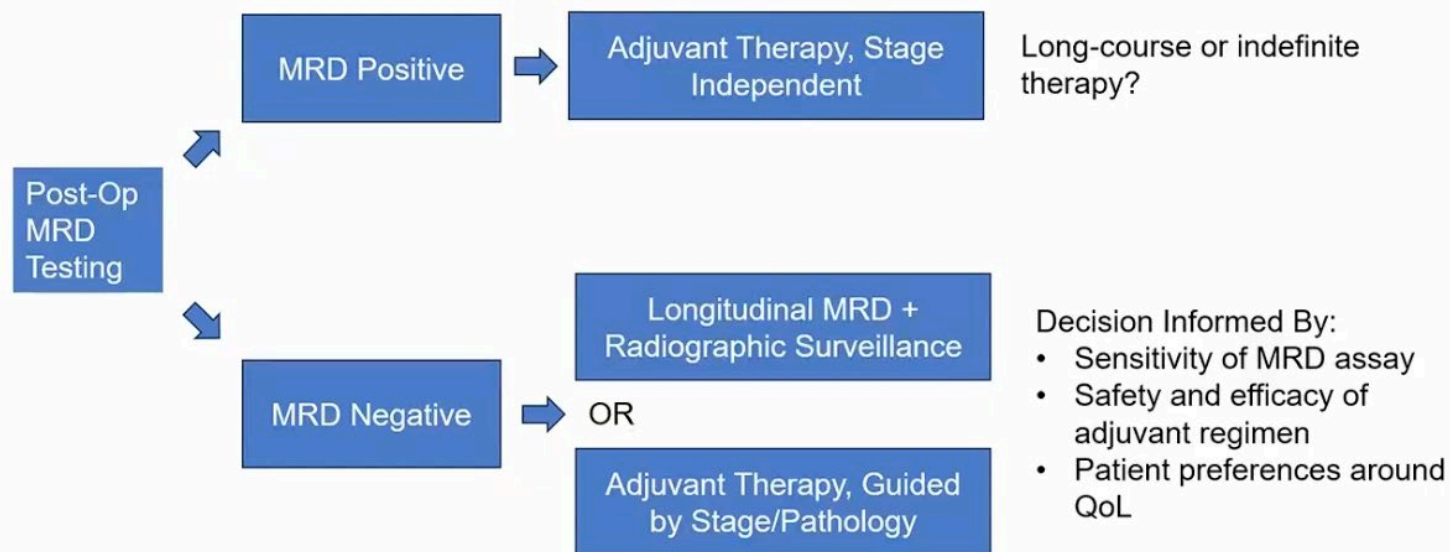 MRD Positive
Adjuvant Therapy, Stage
Independent
Long-course or indefinite
therapy?
Post-Op
MRD
Testing
MRD Negative
Longitudinal MRD +
Radiographic Surveillance
OR
Adjuvant Therapy, Guided
by Stage/Pathology
Decision Informed By:
• Sensitivity of MRD assay
• Safety and efficacy of
adjuvant regimen
• Patient preferences around
QoL